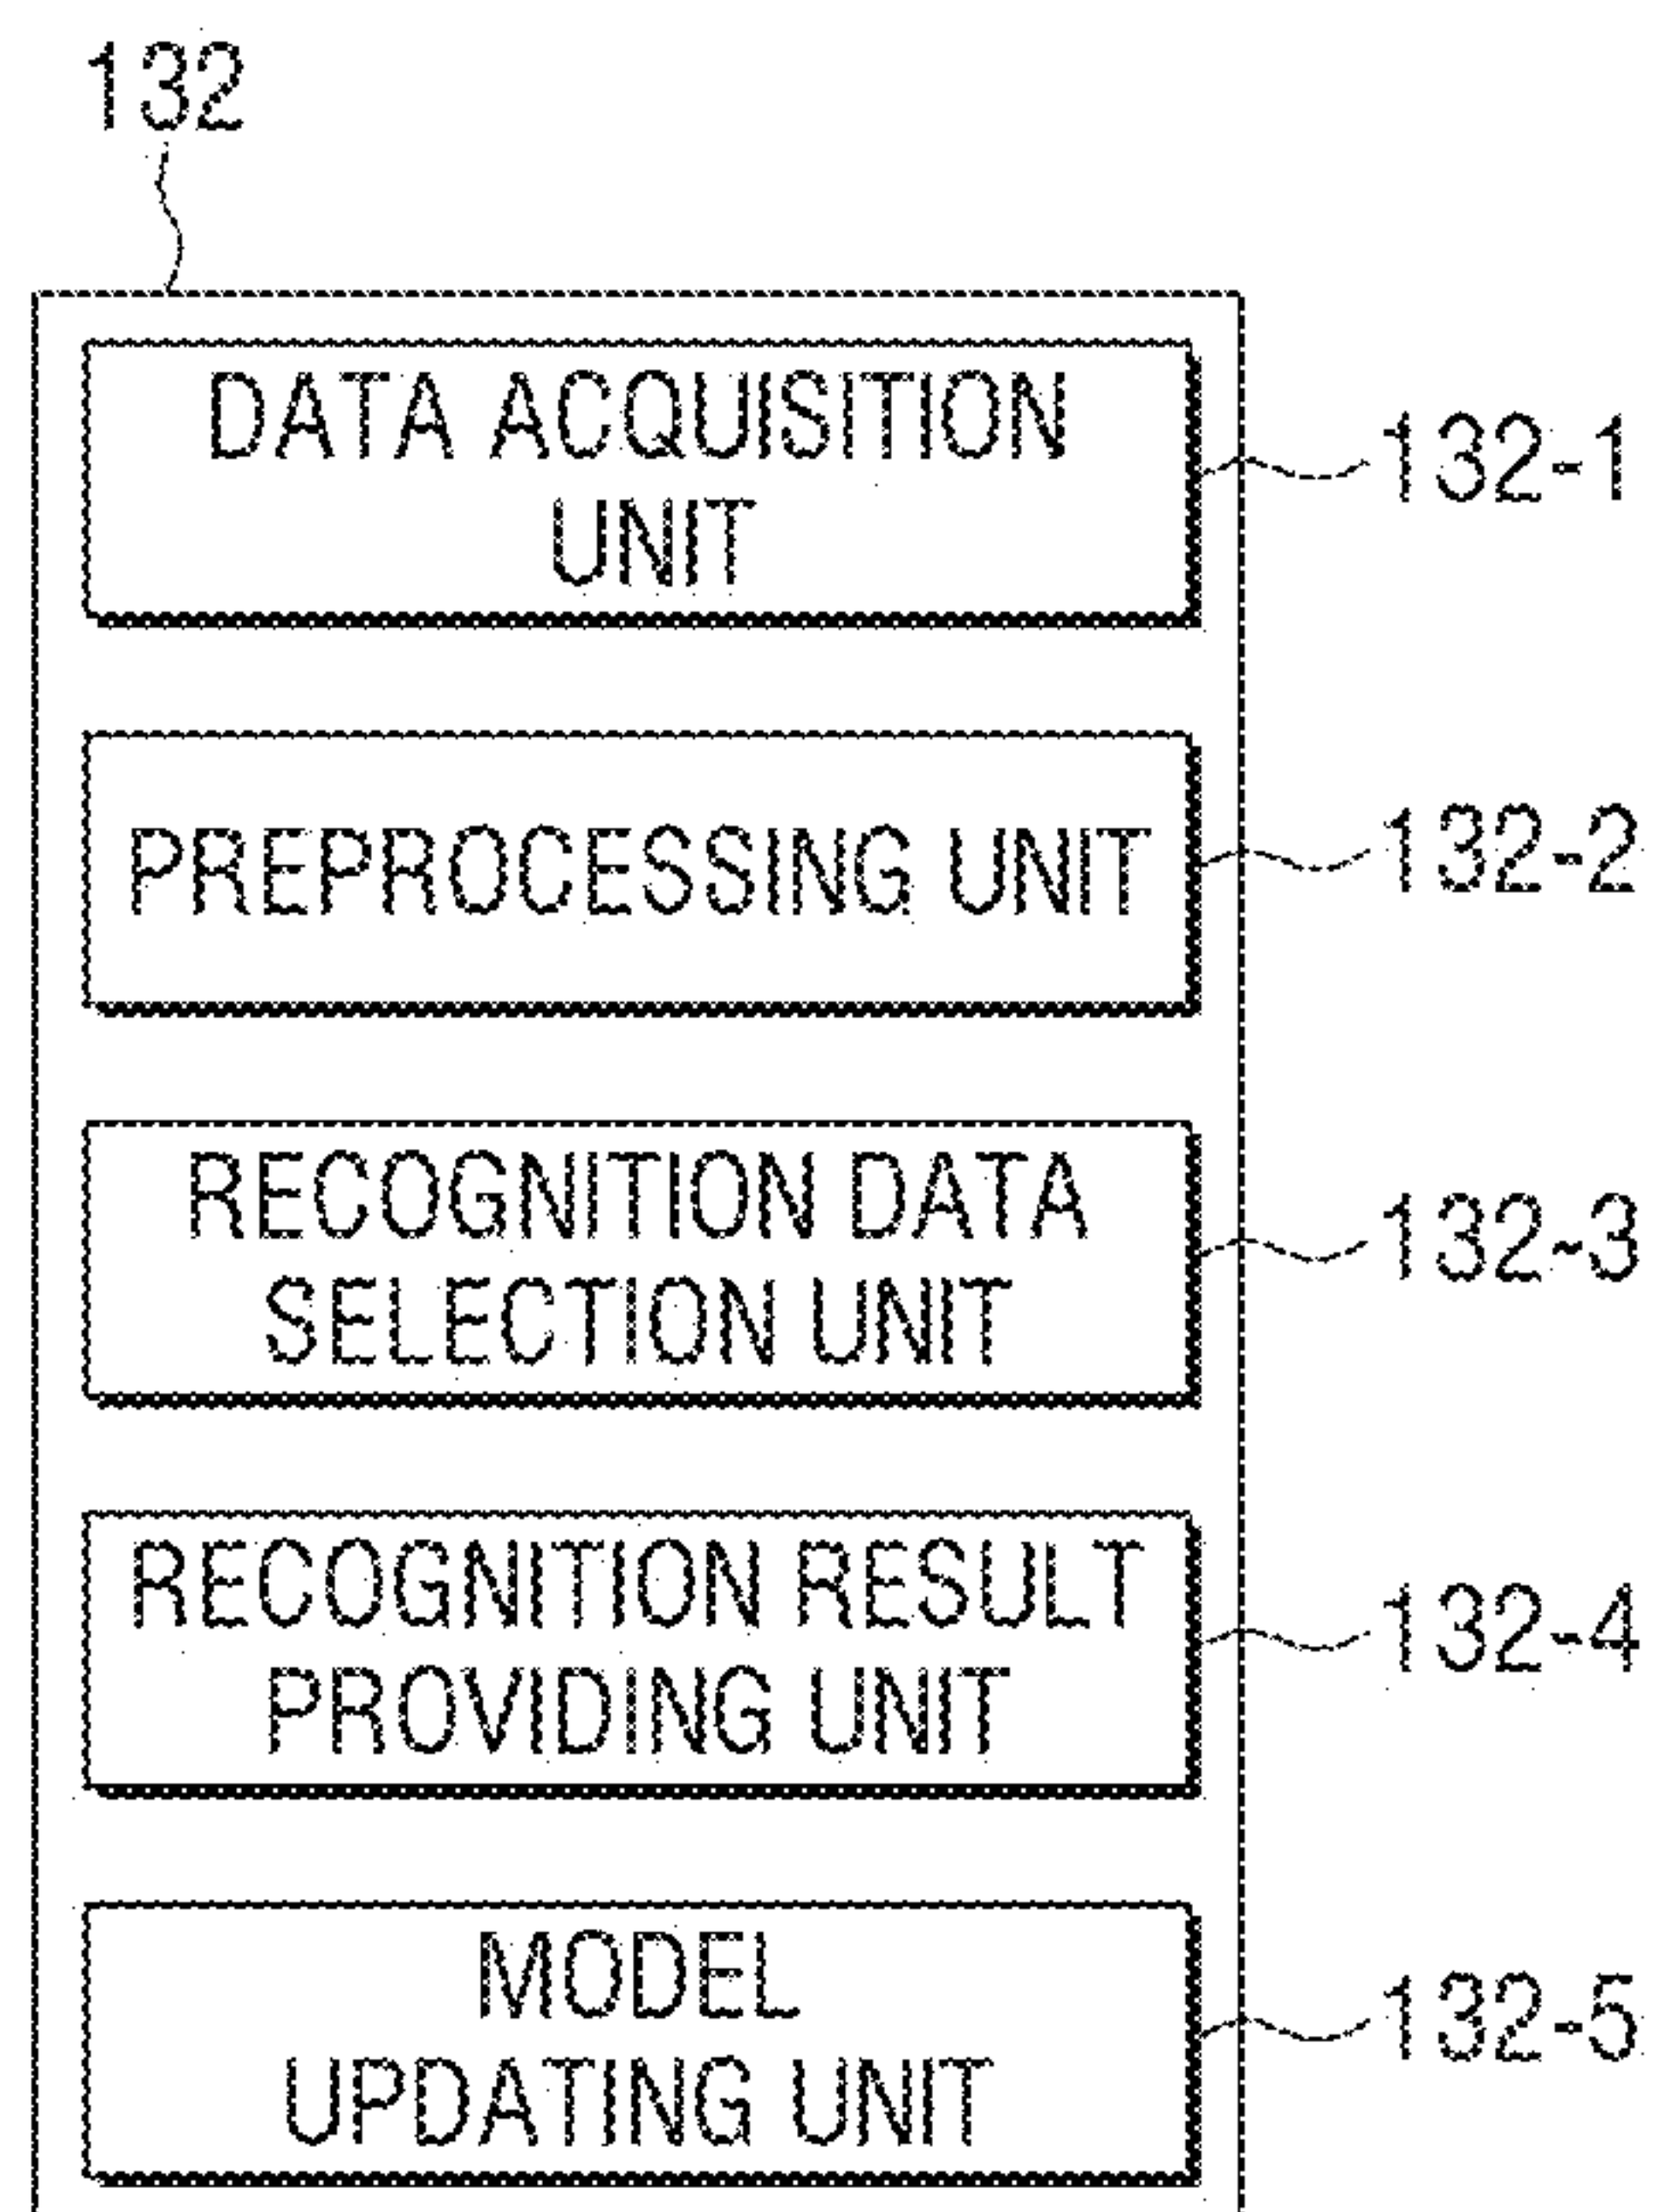 132
DATA ACQUISITION
UNIT
132-1
PREPROCESSING UNIT
132-2
RECOGNITION DATA
SELECTION UNIT
132-3
RECOGNITION RESULT
PROVIDING UNIT
132-4
MODEL
UPDATING UNIT
132-5